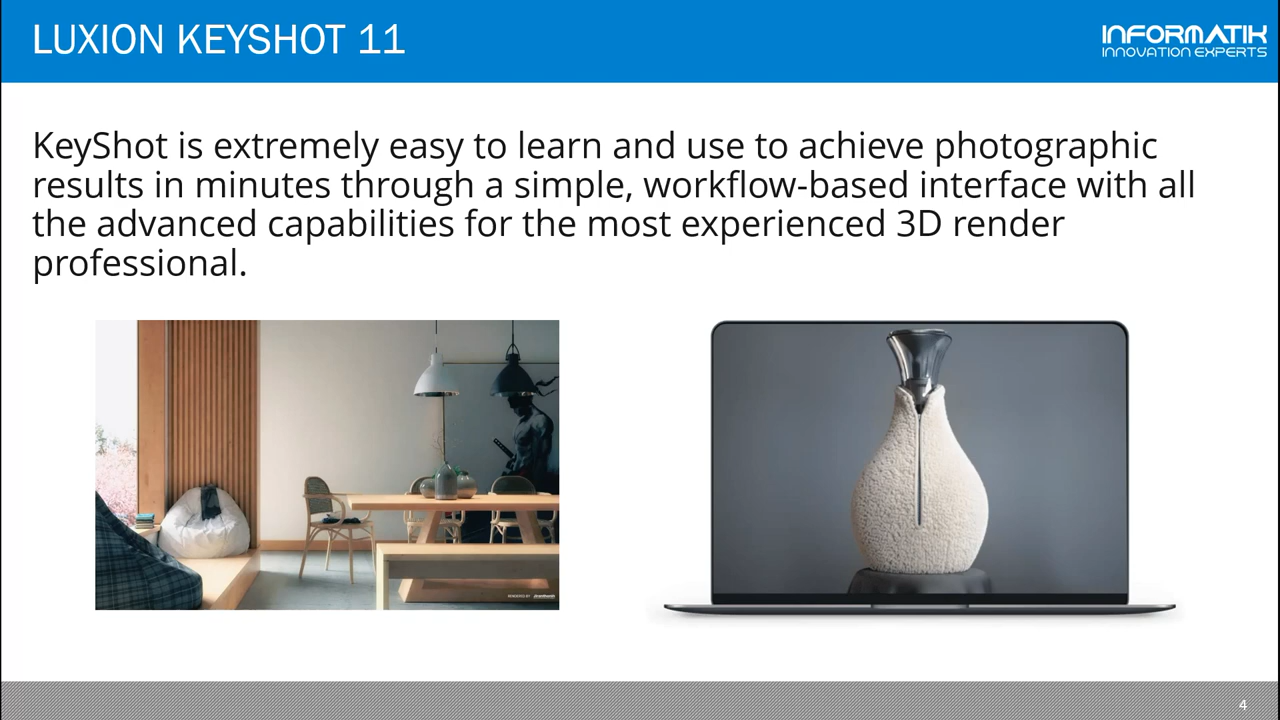 LUXION KEYSHOT 11
INFORMATIK
INNOVATION EXPERTS
KeyShot is extremely easy to learn and use to achieve photographic
results in minutes through a simple, workflow-based interface with all
the advanced capabilities for the most experienced 3D render
professional.
RENDERED BY
4